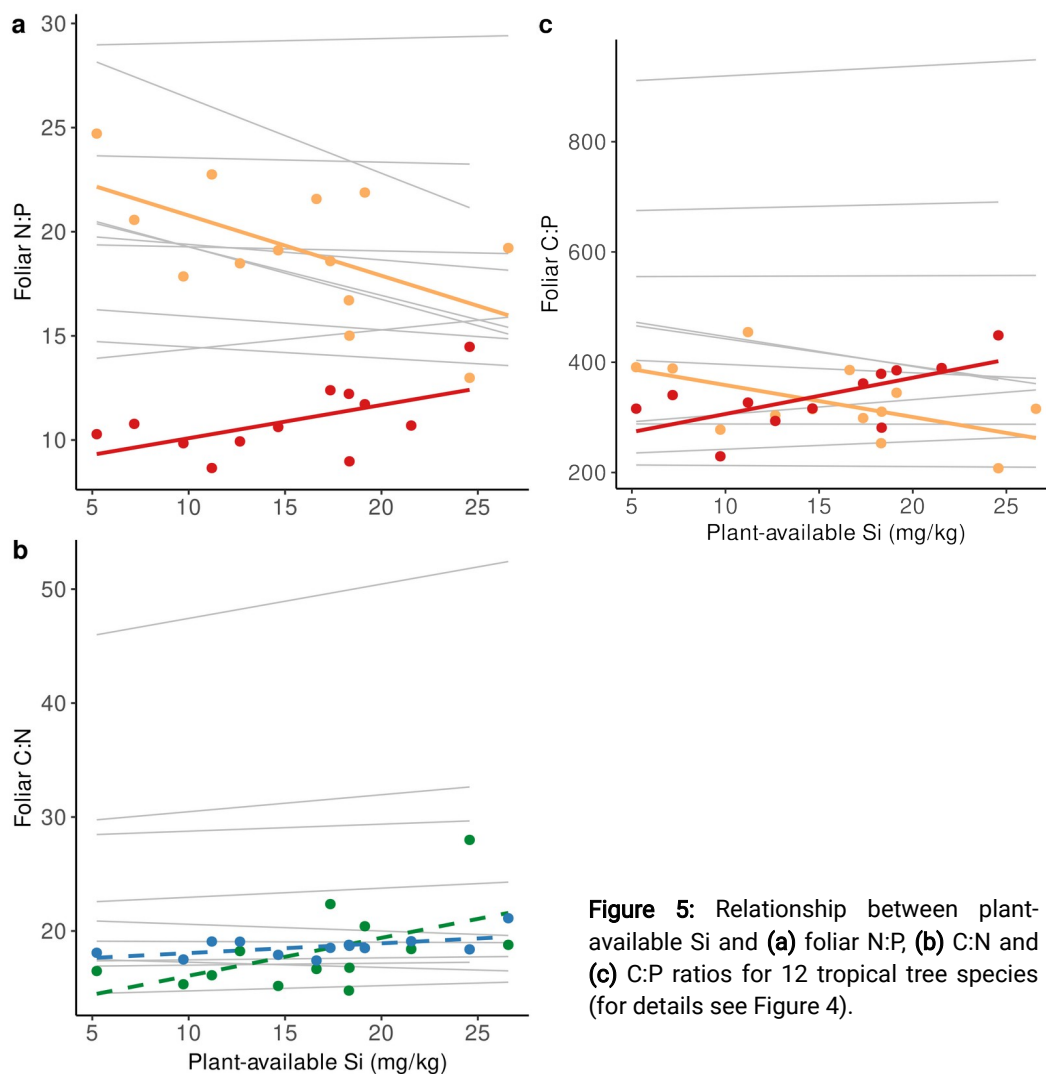 a
30
25
20
15
10
Foliar N:P
5
10
15
20
25
c
800
600
400
200
Foliar C:P
5
10
15
20
25
Plant-available Si (mg/kg)
b
50
40
30
20
Foliar C:N
5
10
15
20
25
Plant-available Si (mg/kg)
Figure 5: Relationship between plant-
available Si and (a) foliar N:P, (b) C:N and
(c) C:P ratios for 12 tropical tree species
(for details see Figure 4).